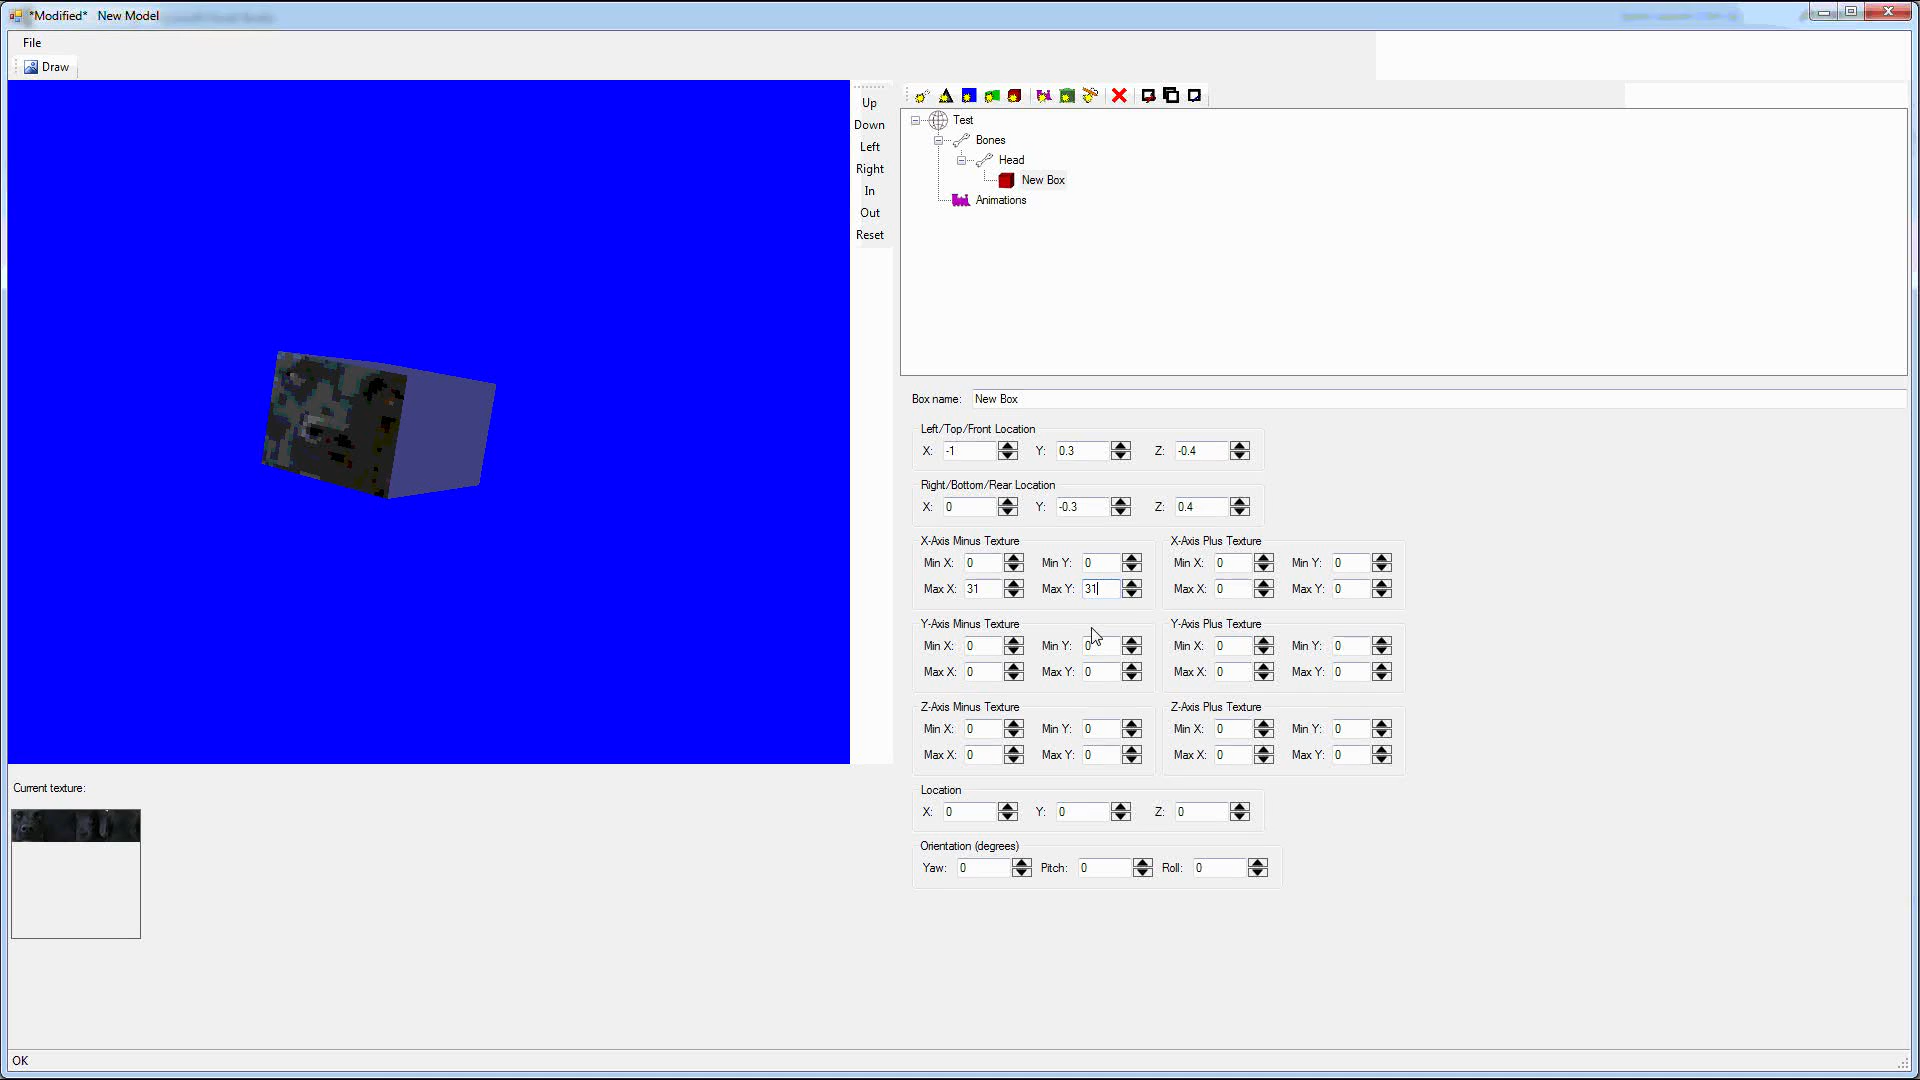 *Modified*   New Model
File
Draw
Up
Down
Left
Right
In
Out
Reset
Test
Bones
Head
New Box
Animations
Box name: New Box
Left/Top/Front Location
X: -1 Y: 0.3 Z: -0.4
Right/Bottom/Rear Location
X: 0 Y: -0.3 Z: 0.4
X-Axis Minus Texture X-Axis Plus Texture
Min X: 0 Min Y: 0 Min X: 0 Min Y: 0
Max X: 31 Max Y: 31 Max X: 0 Max Y: 0
Y-Axis Minus Texture Y-Axis Plus Texture
Min X: 0 Min Y: 0 Min X: 0 Min Y: 0
Max X: 0 Max Y: 0 Max X: 0 Max Y: 0
Z-Axis Minus Texture Z-Axis Plus Texture
Min X: 0 Min Y: 0 Min X: 0 Min Y: 0
Max X: 0 Max Y: 0 Max X: 0 Max Y: 0
Location
X: 0 Y: 0 Z: 0
Orientation (degrees)
Yaw: 0 Pitch: 0 Roll: 0
Current texture:
OK